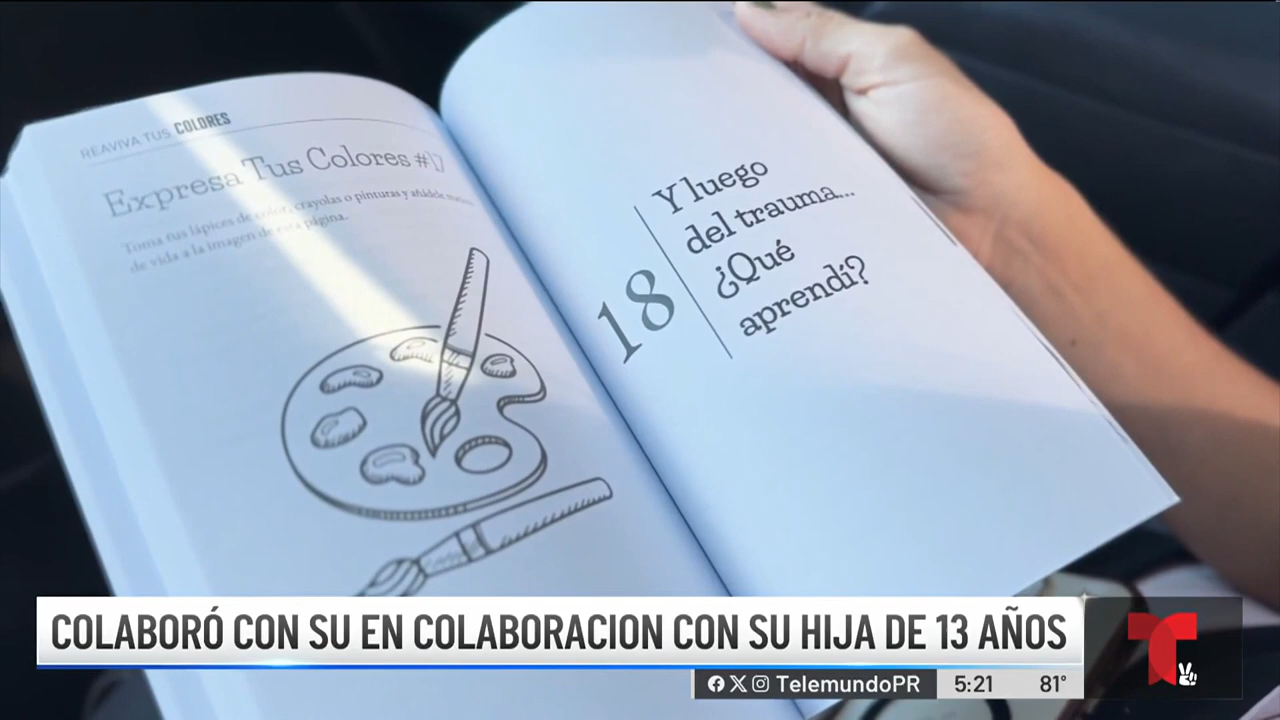 REAVIVA TUS COLORES
Expresa Tus Colores #17
Toma tus lápices de color, crayolas o pinturas y añádele
de vida a la imagen de esta página.
18
Y luego
del trauma...
¿Qué
aprendí?
COLABORÓ CON SU EN COLABORACION CON SU HIJA DE 13 AÑOS
TelemundoPR
5:21
81°